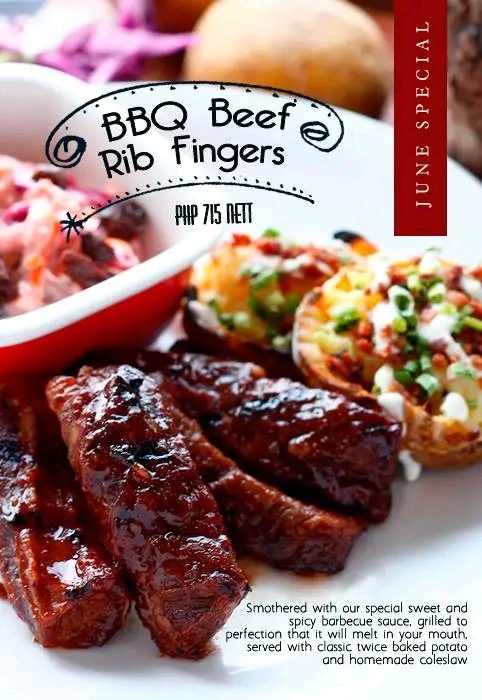 BBQ Beef
Rib Fingers
PHP 715 NETT
JUNE SPECIAL
Smothered with our special sweet and
spicy barbecue sauce, grilled to
perfection that it will melt in your mouth,
served with classic twice baked potato
and homemade coleslaw